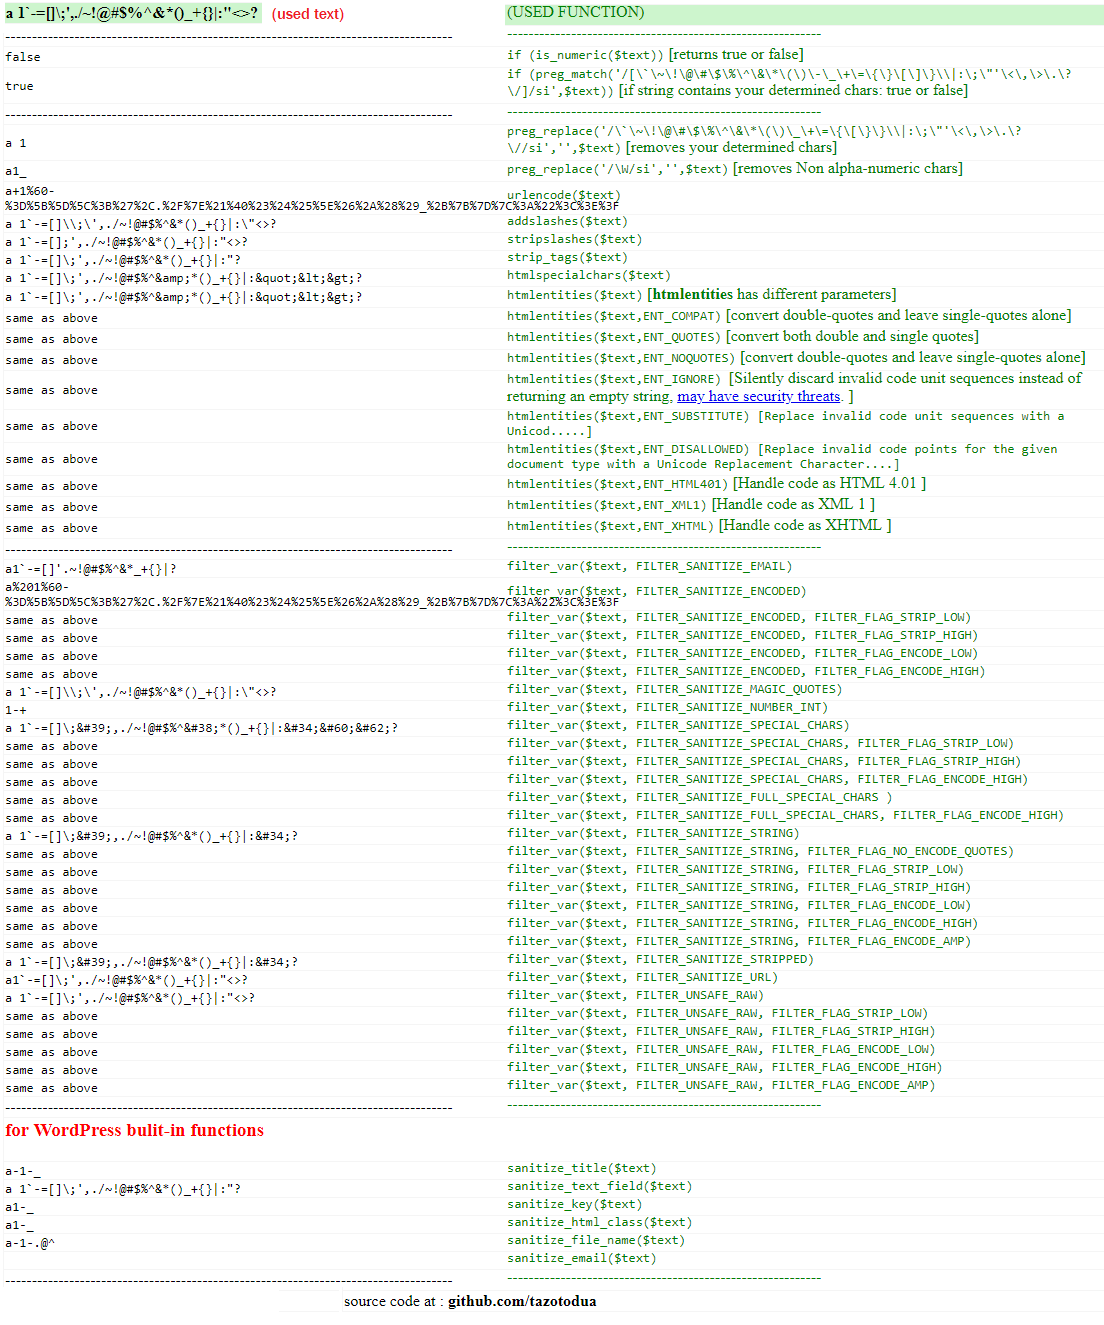 a 1`-=[]\;',./~!@#$%^&*()_+{}|:"<>? (used text) (USED FUNCTION)
--------------------------------------------------------------------------------------- ------------------------------------------------------------
false if (is_numeric($text)) [returns true or false]
true if (preg_match('/[\`\~\!\@\#\$\%\^\&\*\(\)\-\_\+\=\{\}\[\]\}\\|:\;\"'\<\,\>\.\?
\/]/si',$text)) [if string contains your determined chars: true or false]
--------------------------------------------------------------------------------------- ------------------------------------------------------------
a 1 preg_replace('/\`\~\!\@\#\$\%\^\&\*\(\)\_\+\=\{\[\}\}\\|:\;\"'\<\,\>\.\?
\//si','',$text) [removes your determined chars]
a1_ preg_replace('/\W/si','',$text) [removes Non alpha-numeric chars]
a+1%60-
%3D%5B%5D%5C%3B%27%2C.%2F%7E%21%40%23%24%25%5E%26%2A%28%29_%2B%7B%7D%7C%3A%22%3C%3E%3F urlencode($text)
a 1`-=[]\\;\',./~!@#$%^&*()_+{}|:\"<>? addslashes($text)
a 1`-=[];',./~!@#$%^&*()_+{}|:"<>? stripslashes($text)
a 1`-=[]\;',./~!@#$%^&*()_+{}|:"? strip_tags($text)
a 1`-=[]\;',./~!@#$%^&amp;*()_+{}|:&quot;&lt;&gt;? htmlspecialchars($text)
a 1`-=[]\;',./~!@#$%^&amp;*()_+{}|:&quot;&lt;&gt;? htmlentities($text) [htmlentities has different parameters]
same as above htmlentities($text,ENT_COMPAT) [convert double-quotes and leave single-quotes alone]
same as above htmlentities($text,ENT_QUOTES) [convert both double and single quotes]
same as above htmlentities($text,ENT_NOQUOTES) [convert double-quotes and leave single-quotes alone]
same as above htmlentities($text,ENT_IGNORE) [Silently discard invalid code unit sequences instead of
returning an empty string, may have security threats. ]
same as above htmlentities($text,ENT_SUBSTITUTE) [Replace invalid code unit sequences with a
Unicod.....]
same as above htmlentities($text,ENT_DISALLOWED) [Replace invalid code points for the given
document type with a Unicode Replacement Character....]
same as above htmlentities($text,ENT_HTML401) [Handle code as HTML 4.01 ]
same as above htmlentities($text,ENT_XML1) [Handle code as XML 1 ]
same as above htmlentities($text,ENT_XHTML) [Handle code as XHTML ]
--------------------------------------------------------------------------------------- ------------------------------------------------------------
a1`-=[]'.~!@#$%^&*_+{}|? filter_var($text, FILTER_SANITIZE_EMAIL)
a%201%60-
%3D%5B%5D%5C%3B%27%2C.%2F%7E%21%40%23%24%25%5E%26%2A%28%29_%2B%7B%7D%7C%3A%22%3C%3E%3F filter_var($text, FILTER_SANITIZE_ENCODED)
same as above filter_var($text, FILTER_SANITIZE_ENCODED, FILTER_FLAG_STRIP_LOW)
same as above filter_var($text, FILTER_SANITIZE_ENCODED, FILTER_FLAG_STRIP_HIGH)
same as above filter_var($text, FILTER_SANITIZE_ENCODED, FILTER_FLAG_ENCODE_LOW)
same as above filter_var($text, FILTER_SANITIZE_ENCODED, FILTER_FLAG_ENCODE_HIGH)
a 1`-=[]\\;\',./~!@#$%^&*()_+{}|:\"<>? filter_var($text, FILTER_SANITIZE_MAGIC_QUOTES)
1-+ filter_var($text, FILTER_SANITIZE_NUMBER_INT)
a 1`-=[]\;&#39;,./~!@#$%^&#38;*()_+{}|:&#34;&#60;&#62;? filter_var($text, FILTER_SANITIZE_SPECIAL_CHARS)
same as above filter_var($text, FILTER_SANITIZE_SPECIAL_CHARS, FILTER_FLAG_STRIP_LOW)
same as above filter_var($text, FILTER_SANITIZE_SPECIAL_CHARS, FILTER_FLAG_STRIP_HIGH)
same as above filter_var($text, FILTER_SANITIZE_SPECIAL_CHARS, FILTER_FLAG_ENCODE_HIGH)
same as above filter_var($text, FILTER_SANITIZE_FULL_SPECIAL_CHARS )
same as above filter_var($text, FILTER_SANITIZE_FULL_SPECIAL_CHARS, FILTER_FLAG_ENCODE_HIGH)
a 1`-=[]\;&#39;,./~!@#$%^&*()_+{}|:&#34;? filter_var($text, FILTER_SANITIZE_STRING)
same as above filter_var($text, FILTER_SANITIZE_STRING, FILTER_FLAG_NO_ENCODE_QUOTES)
same as above filter_var($text, FILTER_SANITIZE_STRING, FILTER_FLAG_STRIP_LOW)
same as above filter_var($text, FILTER_SANITIZE_STRING, FILTER_FLAG_STRIP_HIGH)
same as above filter_var($text, FILTER_SANITIZE_STRING, FILTER_FLAG_ENCODE_LOW)
same as above filter_var($text, FILTER_SANITIZE_STRING, FILTER_FLAG_ENCODE_HIGH)
same as above filter_var($text, FILTER_SANITIZE_STRING, FILTER_FLAG_ENCODE_AMP)
a 1`-=[]\;&#39;,./~!@#$%^&*()_+{}|:&#34;? filter_var($text, FILTER_SANITIZE_STRIPPED)
a1`-=[]\;',./~!@#$%^&*()_+{}|:"<>? filter_var($text, FILTER_SANITIZE_URL)
a 1`-=[]\;',./~!@#$%^&*()_+{}|:"<>? filter_var($text, FILTER_UNSAFE_RAW)
same as above filter_var($text, FILTER_UNSAFE_RAW, FILTER_FLAG_STRIP_LOW)
same as above filter_var($text, FILTER_UNSAFE_RAW, FILTER_FLAG_STRIP_HIGH)
same as above filter_var($text, FILTER_UNSAFE_RAW, FILTER_FLAG_ENCODE_LOW)
same as above filter_var($text, FILTER_UNSAFE_RAW, FILTER_FLAG_ENCODE_HIGH)
same as above filter_var($text, FILTER_UNSAFE_RAW, FILTER_FLAG_ENCODE_AMP)
--------------------------------------------------------------------------------------- ------------------------------------------------------------
for WordPress bulit-in functions
a-1-_ sanitize_title($text)
a 1`-=[]\;',./~!@#$%^&*()_+{}|:"? sanitize_text_field($text)
a1-_ sanitize_key($text)
a1-_ sanitize_html_class($text)
a-1-.@^ sanitize_file_name($text)
sanitize_email($text)
--------------------------------------------------------------------------------------- ------------------------------------------------------------
source code at : github.com/tazotodua